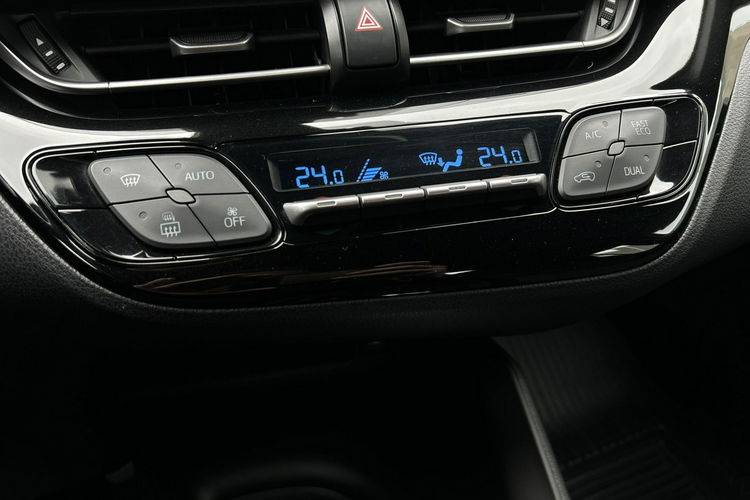 AUTO
OFF
24.0
24.0
A/C
FAST
ECO
DUAL